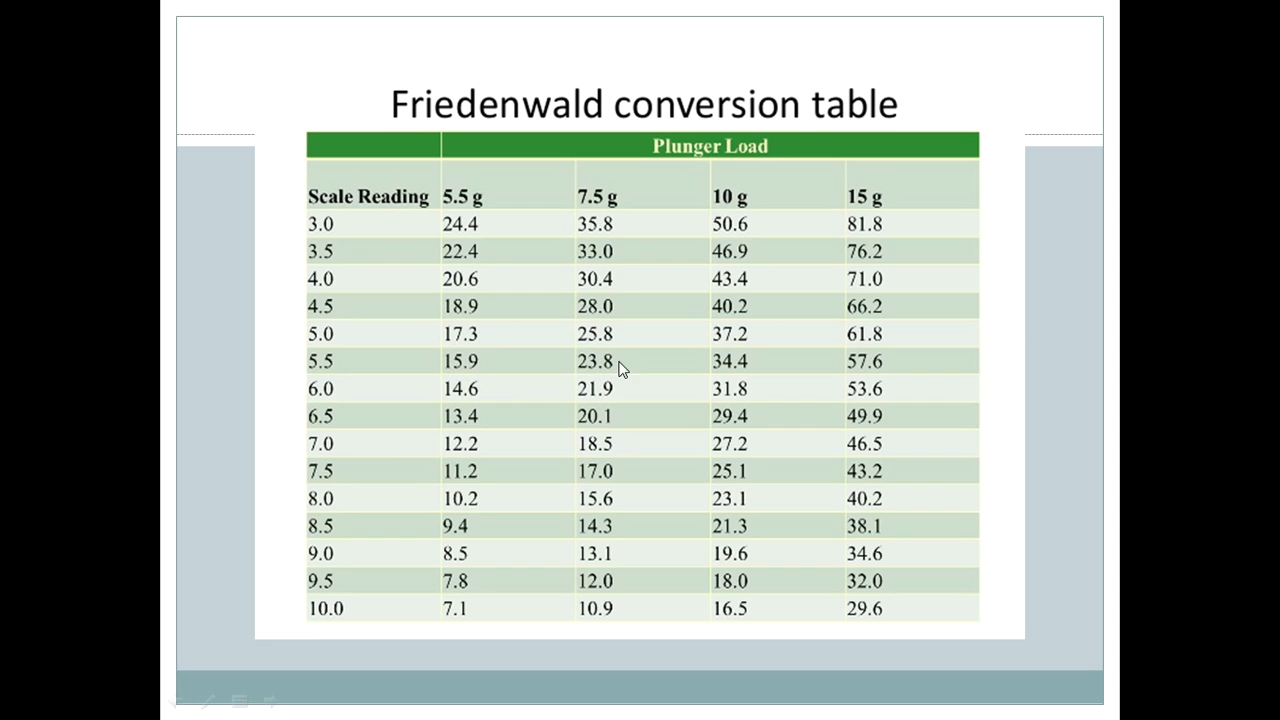 Friedenwald conversion table
Plunger Load
Scale Reading 5.5 g 7.5 g 10 g 15 g
3.0 24.4 35.8 50.6 81.8
3.5 22.4 33.0 46.9 76.2
4.0 20.6 30.4 43.4 71.0
4.5 18.9 28.0 40.2 66.2
5.0 17.3 25.8 37.2 61.8
5.5 15.9 23.8 34.4 57.6
6.0 14.6 21.9 31.8 53.6
6.5 13.4 20.1 29.4 49.9
7.0 12.2 18.5 27.2 46.5
7.5 11.2 17.0 25.1 43.2
8.0 10.2 15.6 23.1 40.2
8.5 9.4 14.3 21.3 38.1
9.0 8.5 13.1 19.6 34.6
9.5 7.8 12.0 18.0 32.0
10.0 7.1 10.9 16.5 29.6